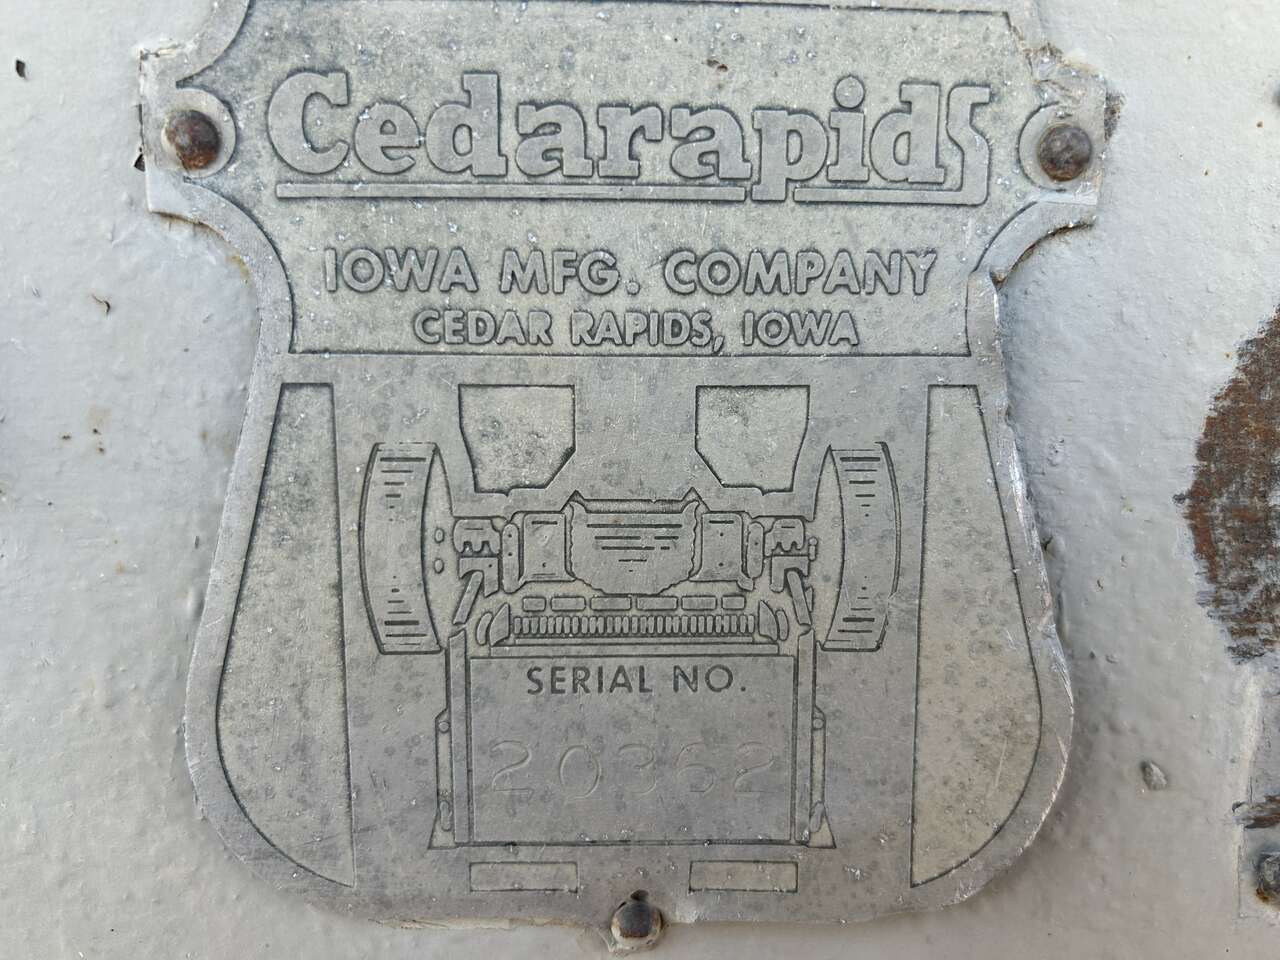 Cedarapids
IOWA MFG. COMPANY
CEDAR RAPIDS, IOWA
SERIAL NO.
20362